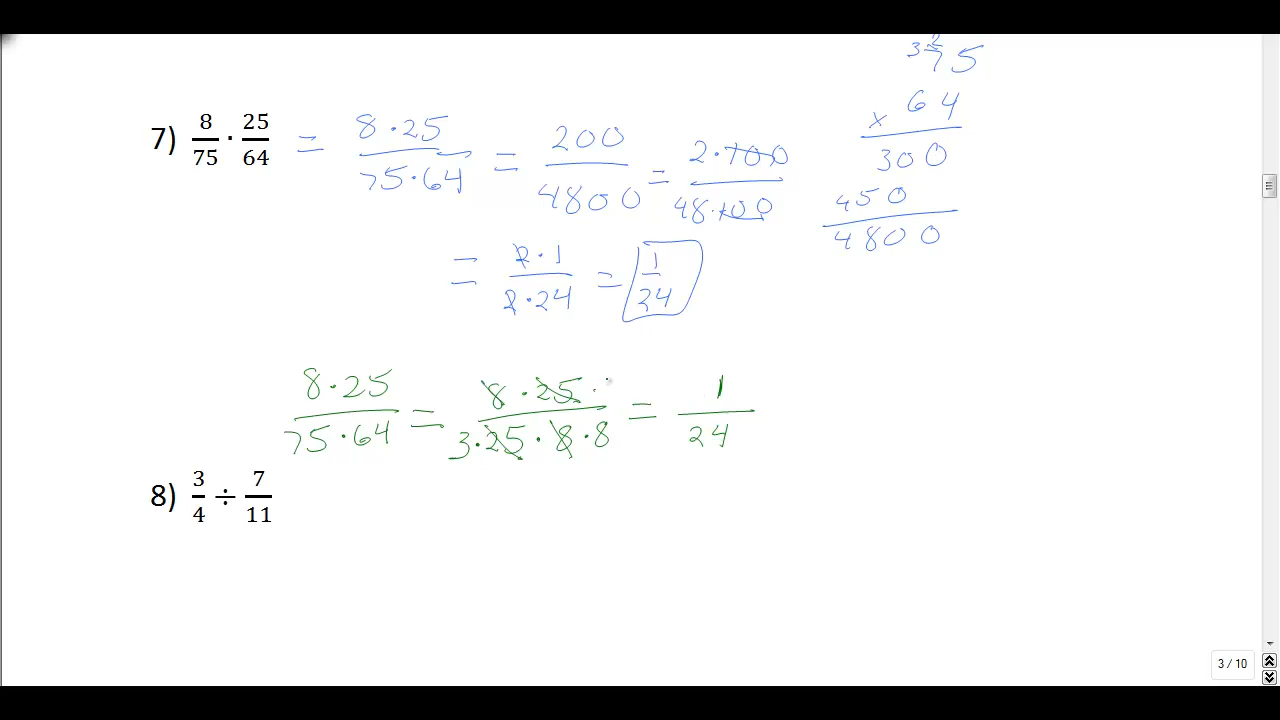 3 2
75
× 64
300
450
4800
7) 8/75 · 25/64 = 8·25/75·64 = 200/4800 = 2·100/48·100
= 2·1/2·24 = 1/24
8·25/75·64 = 8·25·/3·25·8·8 = 1/24
8) 3/4 ÷ 7/11
3 / 10